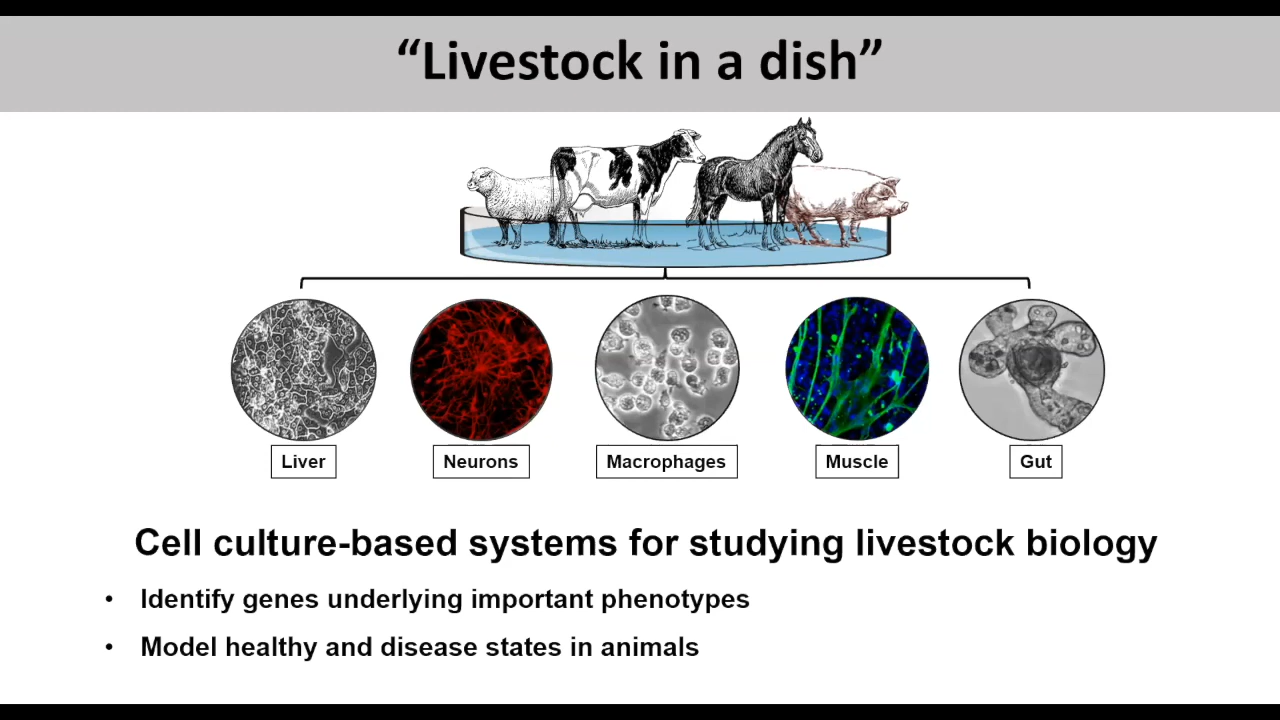 “Livestock in a dish”
Liver
Neurons
Macrophages
Muscle
Gut
Cell culture-based systems for studying livestock biology
• Identify genes underlying important phenotypes
• Model healthy and disease states in animals